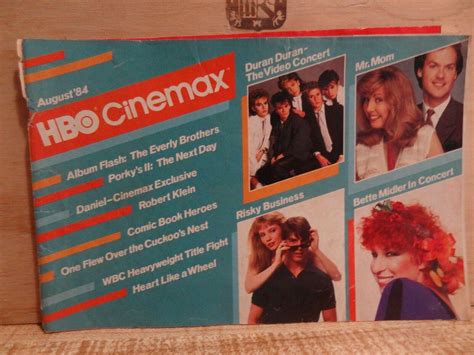 August '84
HBO Cinemax
Album Flash: The Everly Brothers
Porky's II: The Next Day
Daniel-Cinemax Exclusive
Robert Klein
Comic Book Heroes
One Flew Over the Cuckoo's Nest
WBC Heavyweight Title Fight
Heart Like a Wheel
Duran Duran-
The Video Concert
Mr. Mom
Risky Business
Bette Midler In Concert